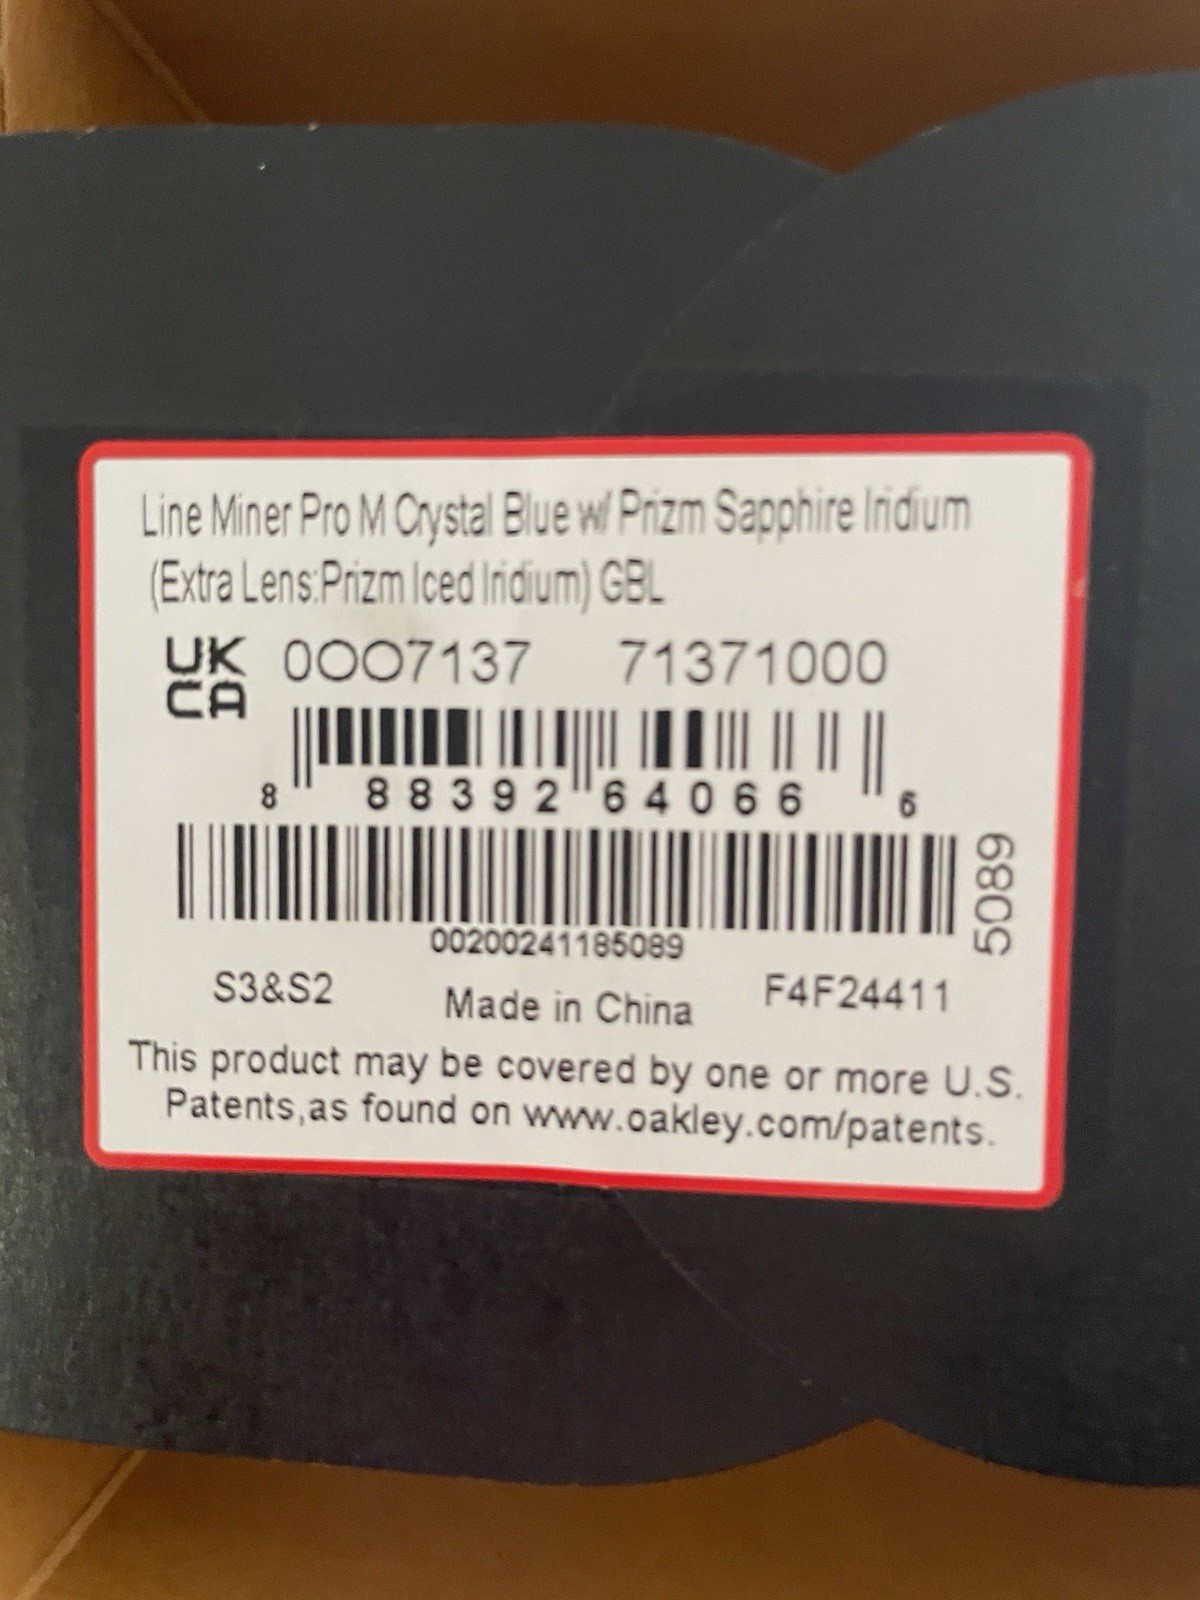 Line Miner Pro M Crystal Blue w/ Prizm Sapphire Iridium
(Extra Lens:Prizm Iced Iridium) GBL
UK
CA
0OO7137 71371000
8 88392 64066 6
00200241185089
5089
S3&S2 Made in China F4F24411
This product may be covered by one or more U.S.
Patents,as found on www.oakley.com/patents.